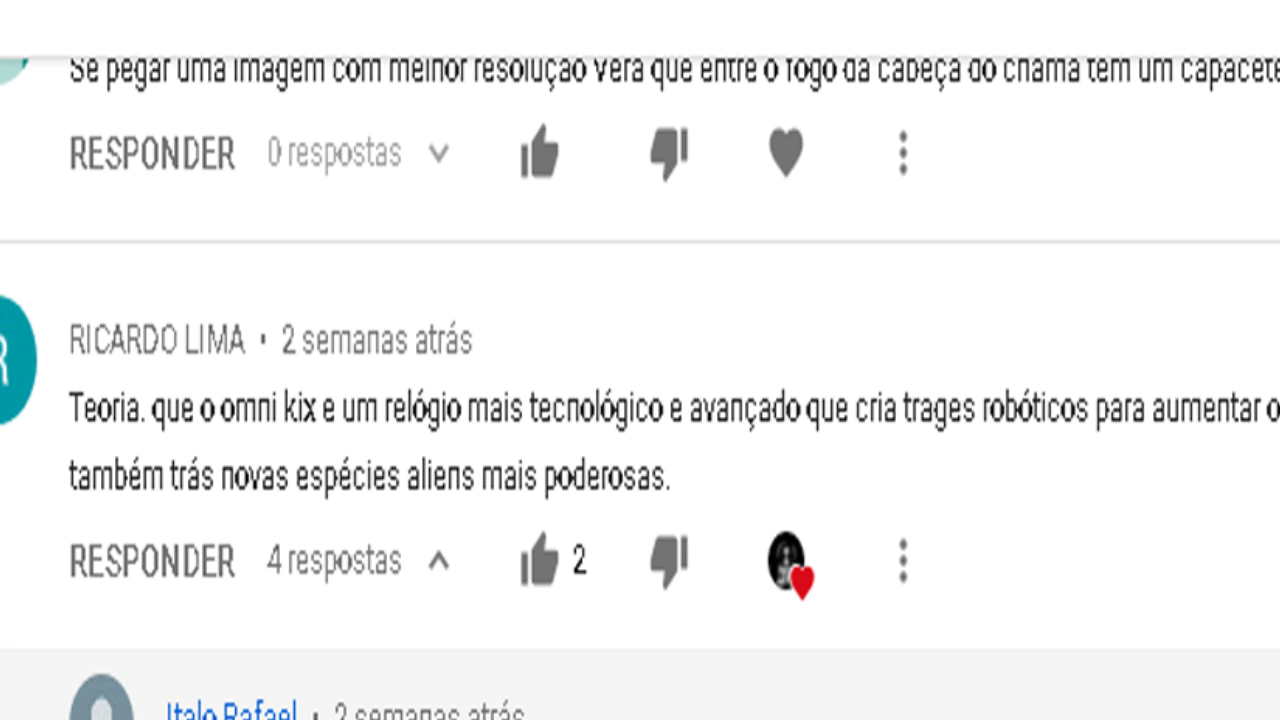 Se pegar uma imagem com melhor resolução verá que entre o fogo da cabeça do chama tem um capacete
RESPONDER 0 respostas
R
RICARDO LIMA • 2 semanas atrás
Teoria. que o omni kix e um relógio mais tecnológico e avançado que cria trages robóticos para aumentar o
também trás novas espécies aliens mais poderosas.
RESPONDER 4 respostas 2
Italo Rafael • 2 semanas atrás